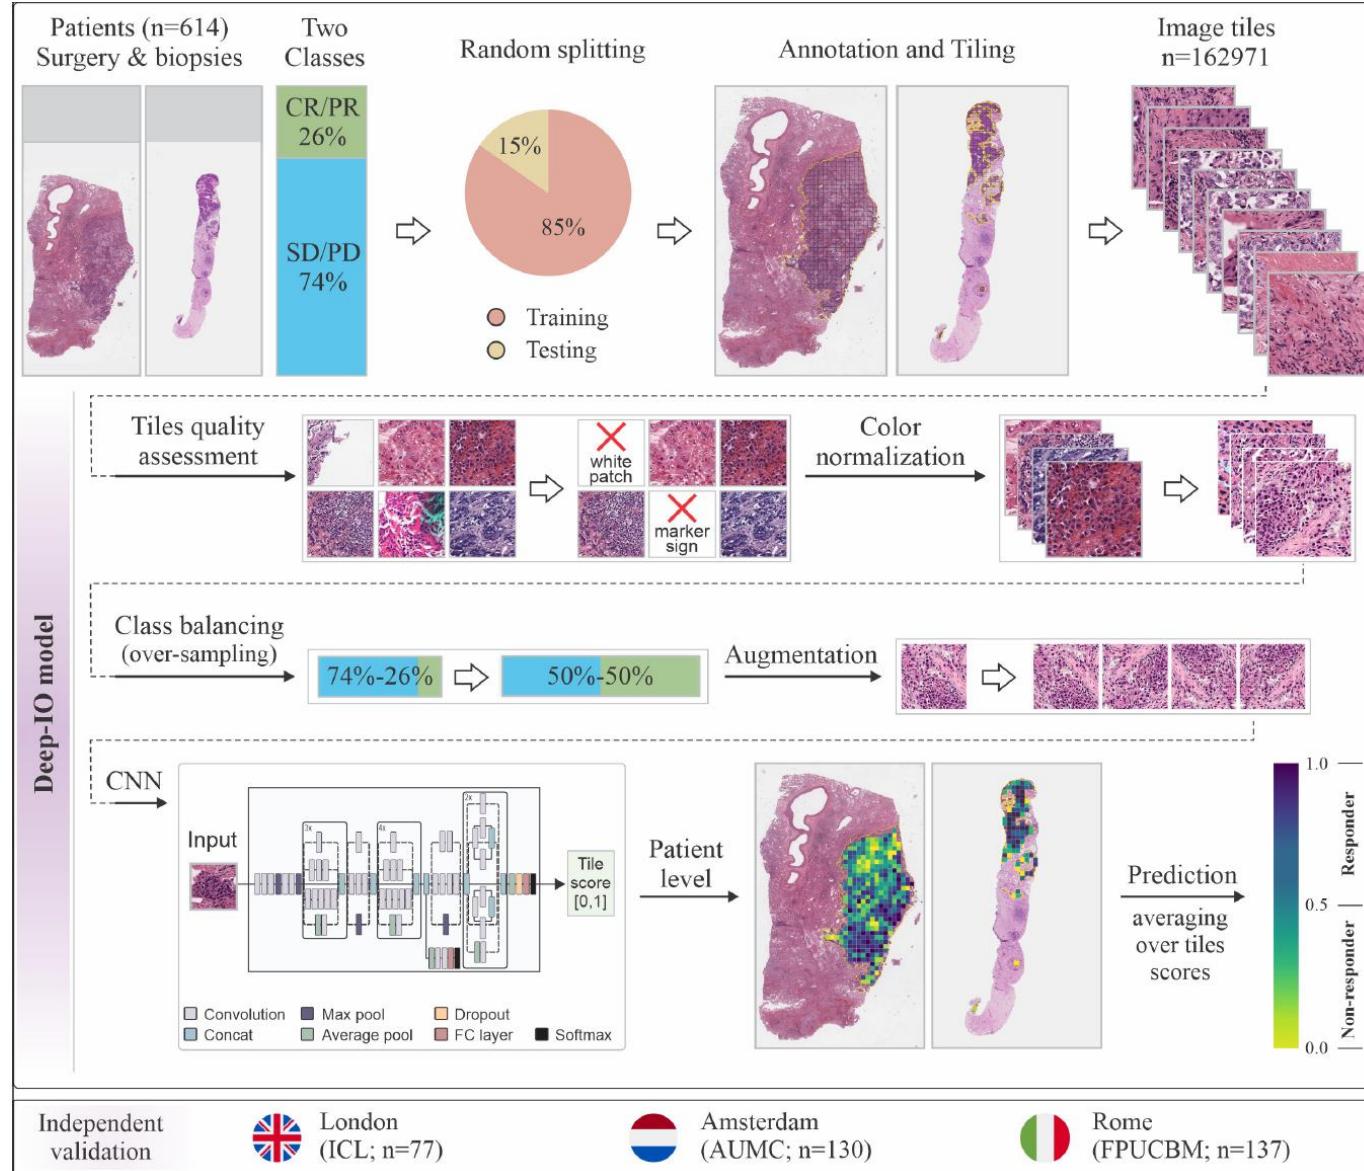 Patients (n=614)
Surgery & biopsies
Two
Classes
CR/PR
26%
SD/PD
74%
Random splitting
15%
85%
Training
Testing
Annotation and Tiling
Image tiles
n=162971
Deep-IO model
Tiles quality
assessment
white
patch
marker
sign
Color
normalization
Class balancing
(over-sampling)
74%-26%
50%-50%
Augmentation
CNN
Input
3x
4x
2x
Tile
score
[0,1]
Convolution
Max pool
Dropout
Concat
Average pool
FC layer
Softmax
Patient
level
Prediction
averaging
over tiles
scores
1.0
0.5
0.0
Responder
Non-responder
Independent
validation
London
(ICL; n=77)
Amsterdam
(AUMC; n=130)
Rome
(FPUCBM; n=137)